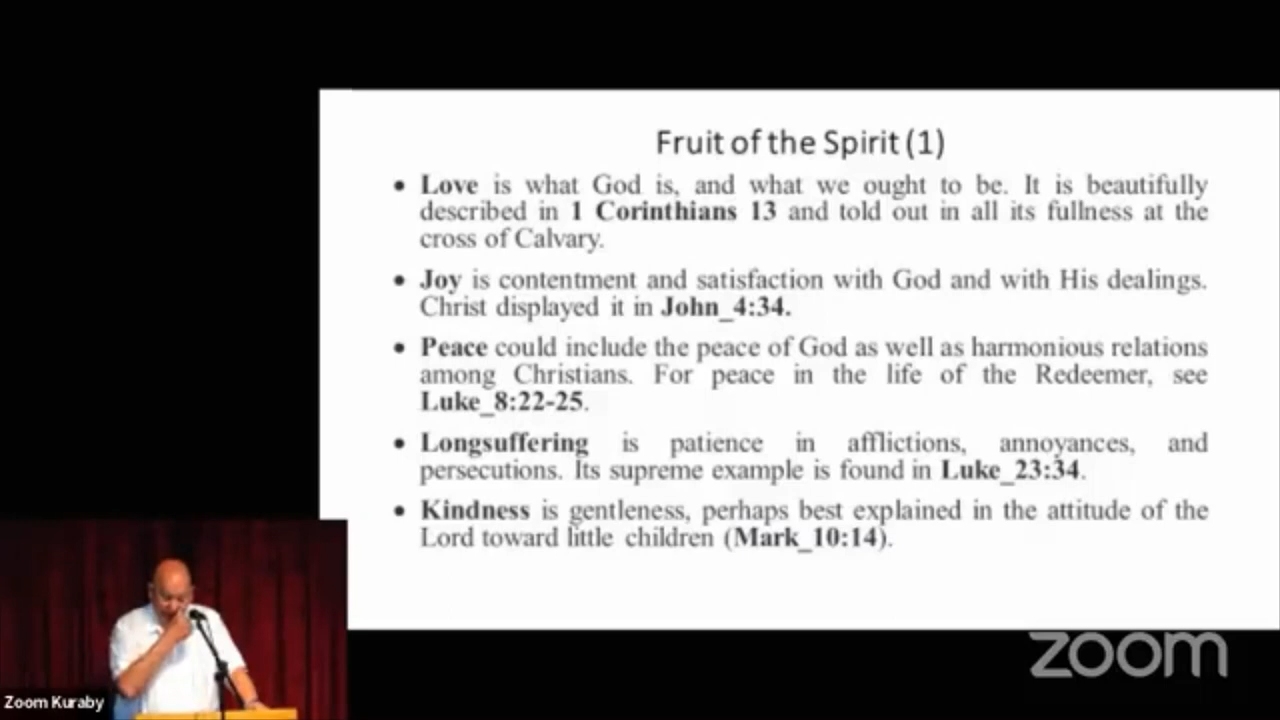 Fruit of the Spirit (1)
• Love is what God is, and what we ought to be. It is beautifully
described in 1 Corinthians 13 and told out in all its fullness at the
cross of Calvary.
• Joy is contentment and satisfaction with God and with His dealings.
Christ displayed it in John_4:34.
• Peace could include the peace of God as well as harmonious relations
among Christians. For peace in the life of the Redeemer, see
Luke_8:22-25.
• Longsuffering is patience in afflictions, annoyances, and
persecutions. Its supreme example is found in Luke_23:34.
• Kindness is gentleness, perhaps best explained in the attitude of the
Lord toward little children (Mark_10:14).
zoom
Zoom Kuraby